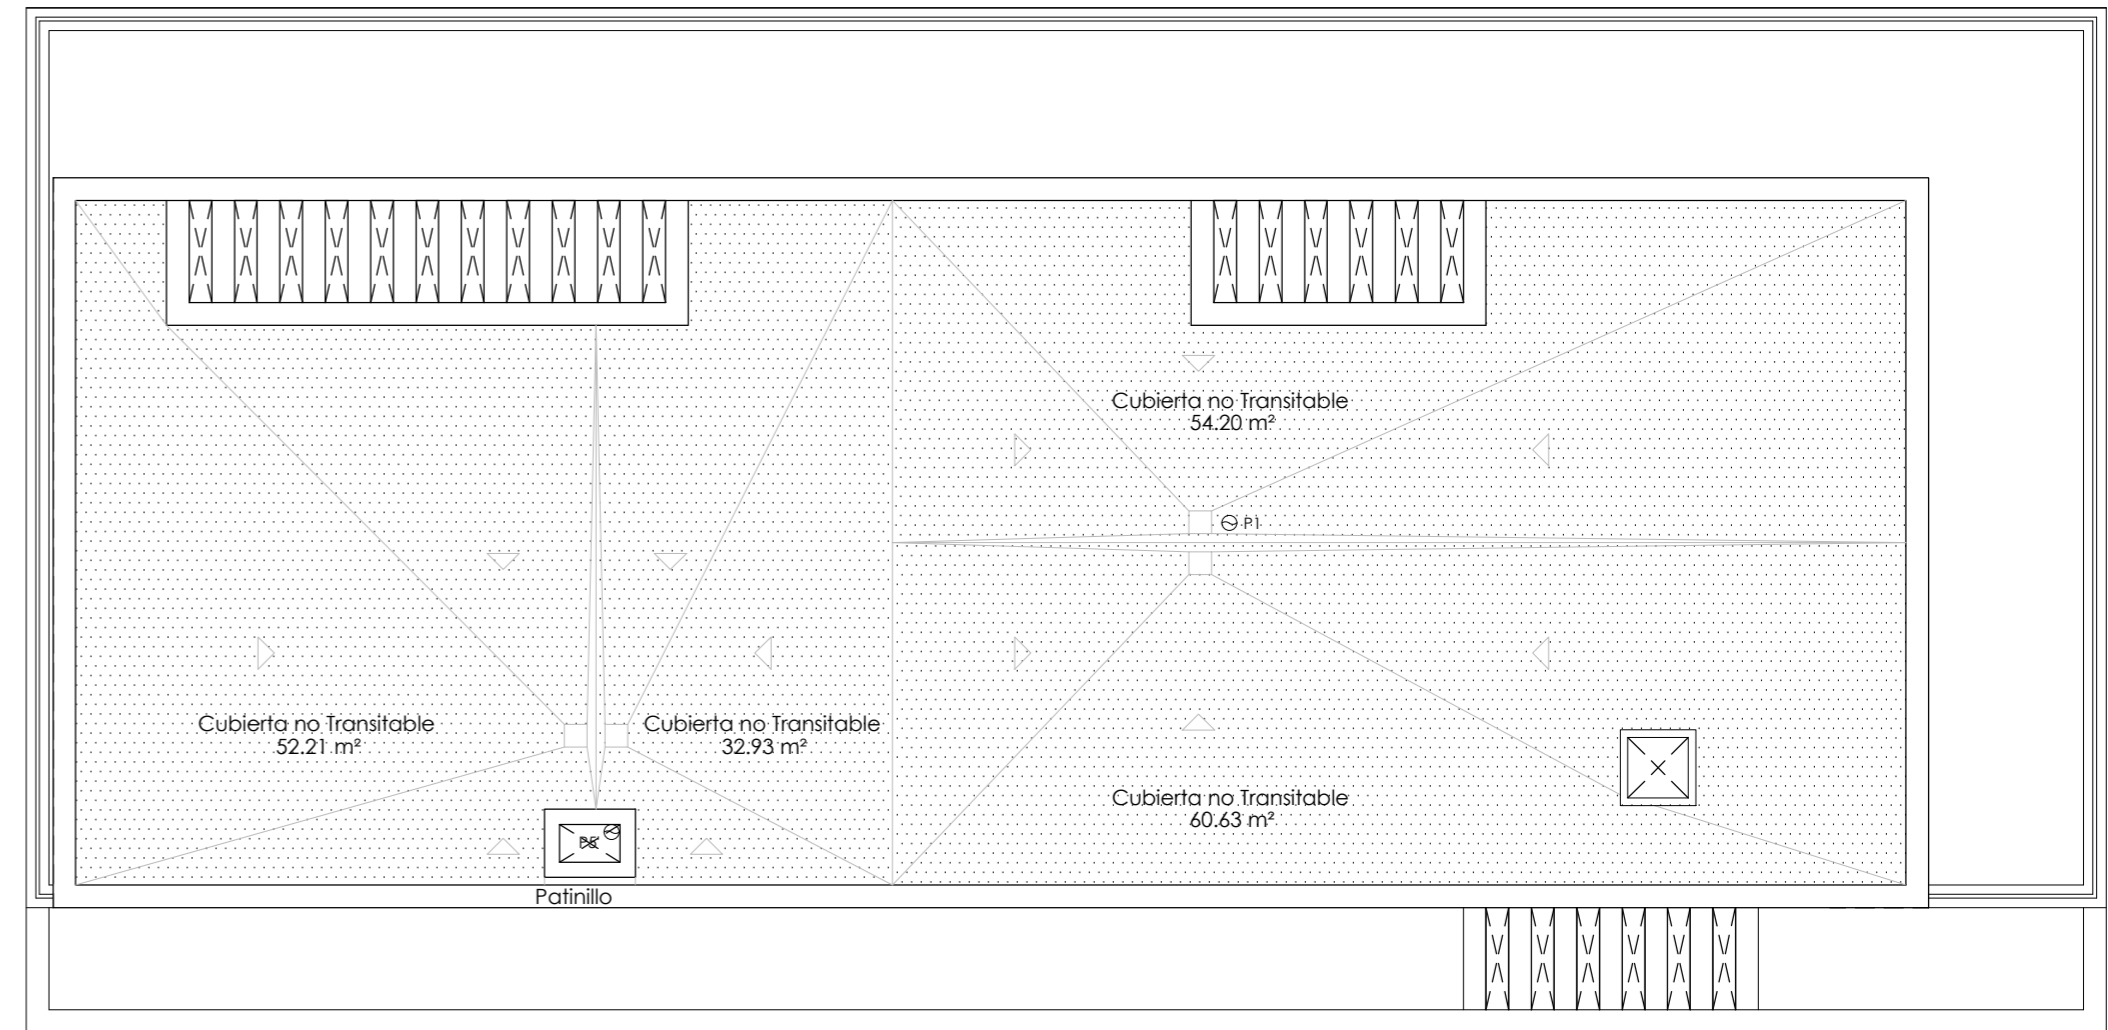 Cubierta no Transitable
54.20 m²
P1
Cubierta no Transitable
52.21 m²
Cubierta no Transitable
32.93 m²
Cubierta no Transitable
60.63 m²
P5
Patinillo